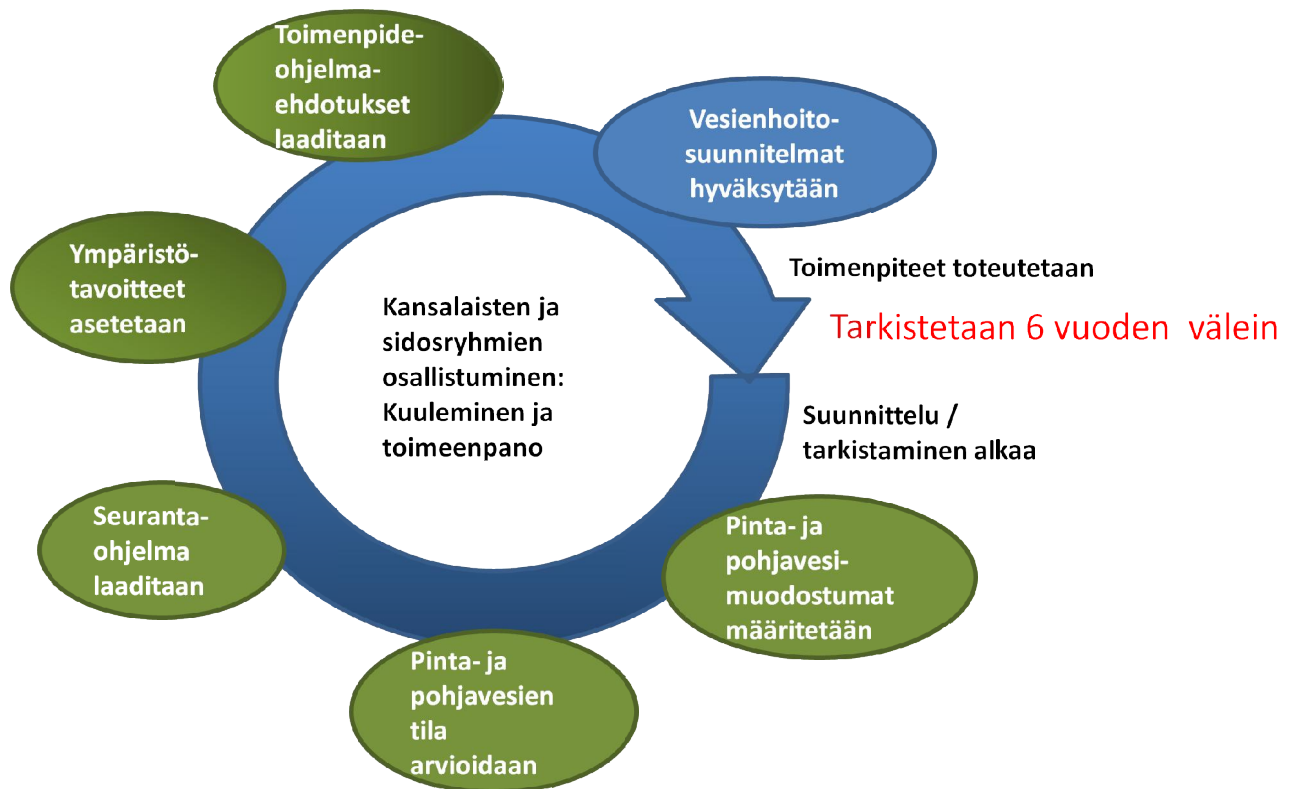 Toimenpide-
ohjelma-
ehdotukset
laaditaan
Vesienhoito-
suunnitelmat
hyväksytään
Ympäristö-
tavoitteet
asetetaan
Toimenpiteet toteutetaan
Tarkistetaan 6 vuoden välein
Kansalaisten ja
sidosryhmien
osallistuminen:
Kuuleminen ja
toimeenpano
Suunnittelu /
tarkistaminen alkaa
Seuranta-
ohjelma
laaditaan
Pinta- ja
pohjavesi-
muodostumat
määritetään
Pinta- ja
pohjavesien
tila
arvioidaan